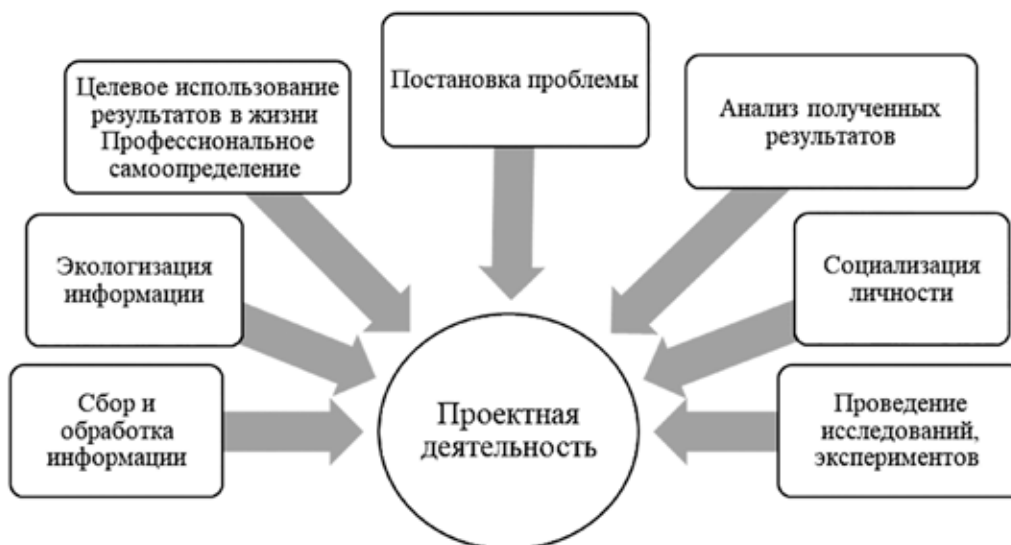 Целевое использование
результатов в жизни
Профессиональное
самоопределение
Постановка проблемы
Анализ полученных
результатов
Экологизация
информации
Социализация
личности
Сбор и
обработка
информации
Проектная
деятельность
Проведение
исследований,
экспериментов